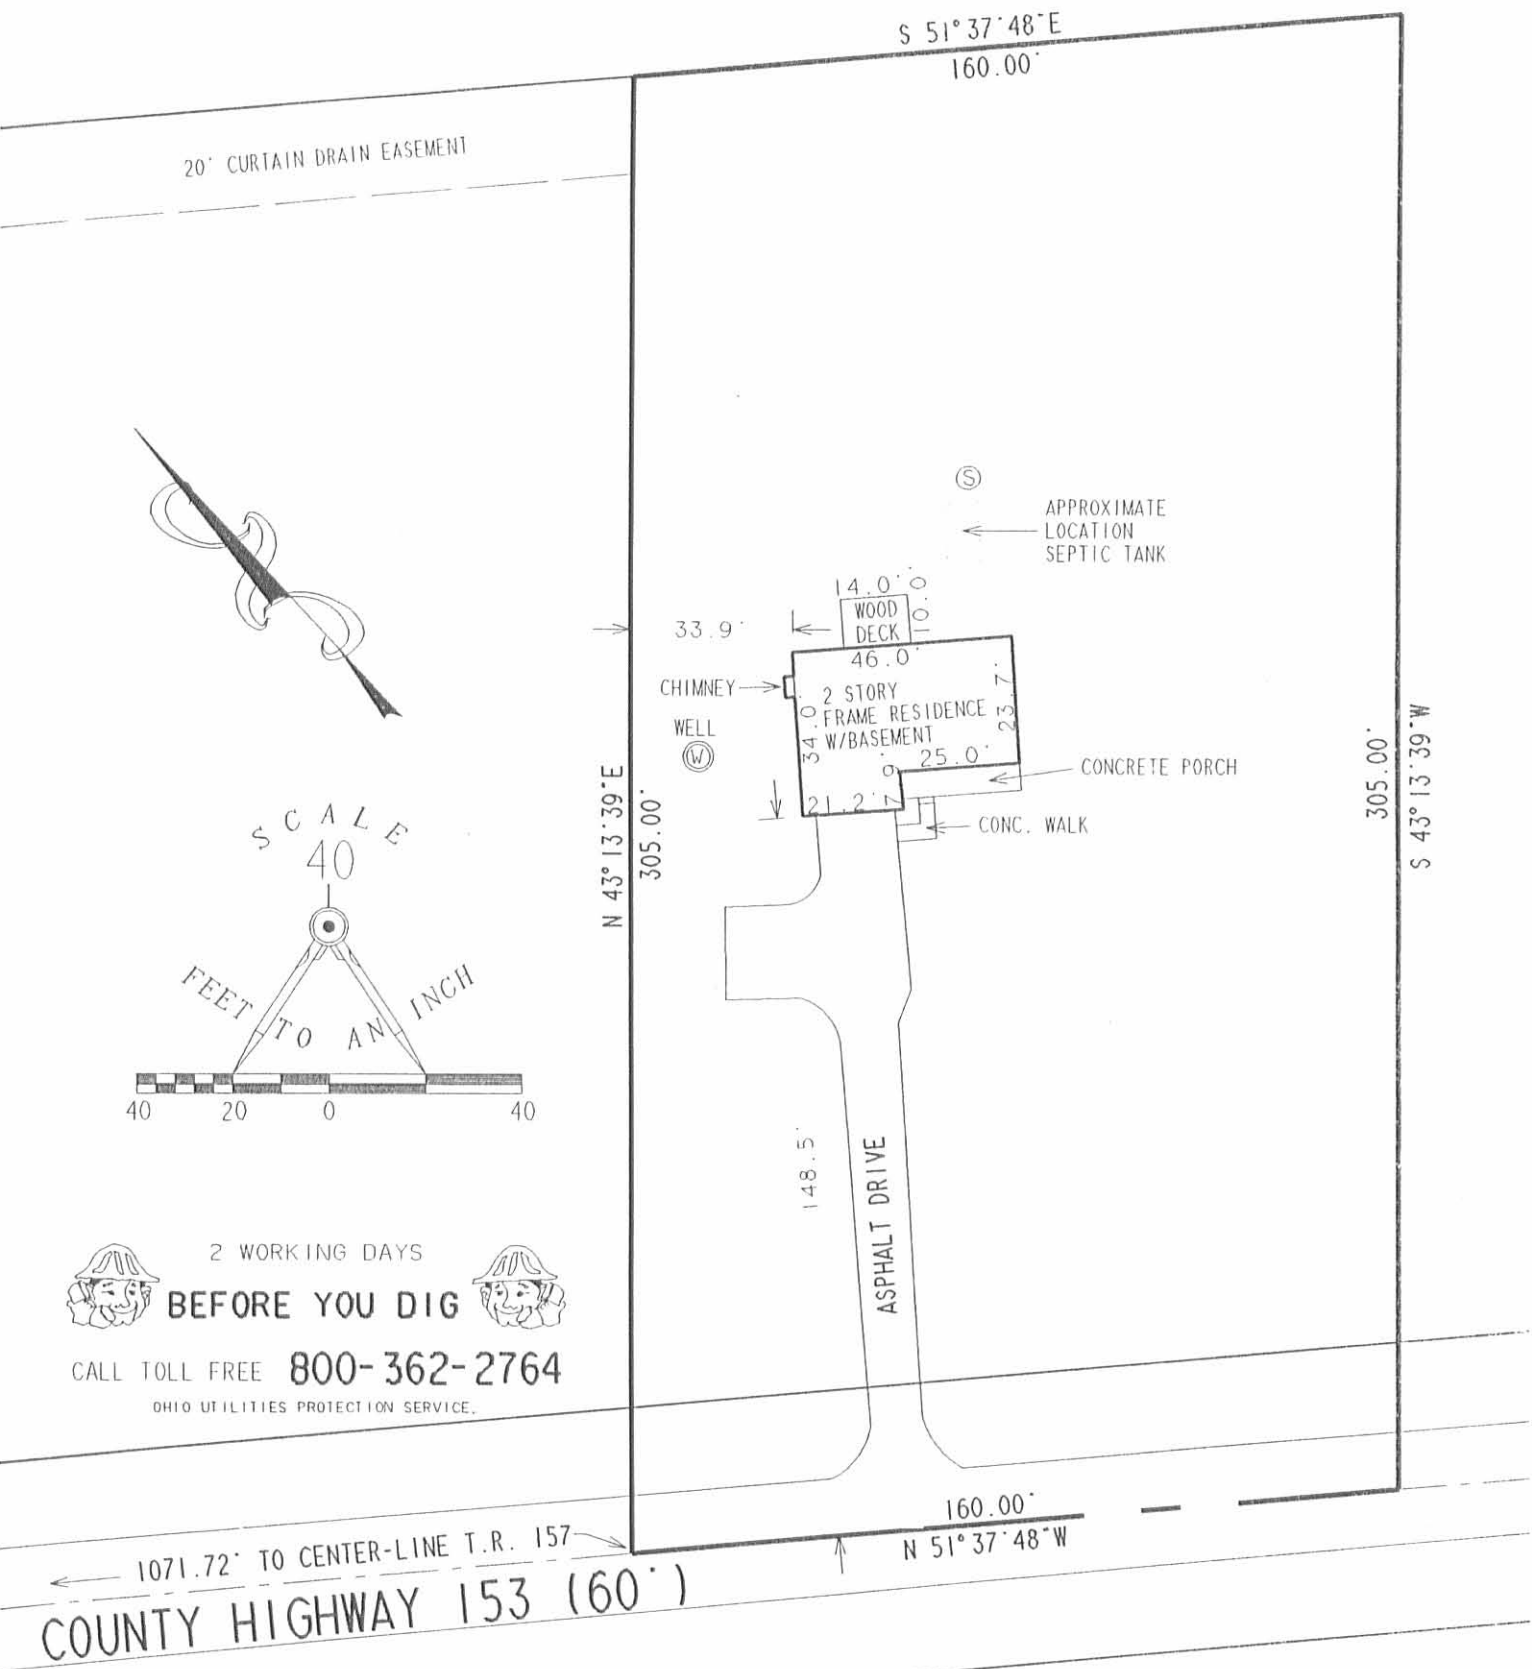 S 51°37'48"E
160.00'
20' CURTAIN DRAIN EASEMENT
S
APPROXIMATE
LOCATION
SEPTIC TANK
14.0'
10.0'
WOOD
DECK
33.9'
46.0'
CHIMNEY
2 STORY
FRAME RESIDENCE
W/BASEMENT
34.0'
23.7'
WELL
W
25.0'
7.9'
21.2'
CONCRETE PORCH
CONC. WALK
N 43°13'39"E
305.00'
305.00'
S 43°13'39"W
SCALE
40
FEET TO AN INCH
40 20 0 40
148.5'
ASPHALT DRIVE
2 WORKING DAYS
BEFORE YOU DIG
CALL TOLL FREE 800-362-2764
OHIO UTILITIES PROTECTION SERVICE.
160.00'
N 51°37'48"W
1071.72' TO CENTER-LINE T.R. 157
COUNTY HIGHWAY 153 (60')